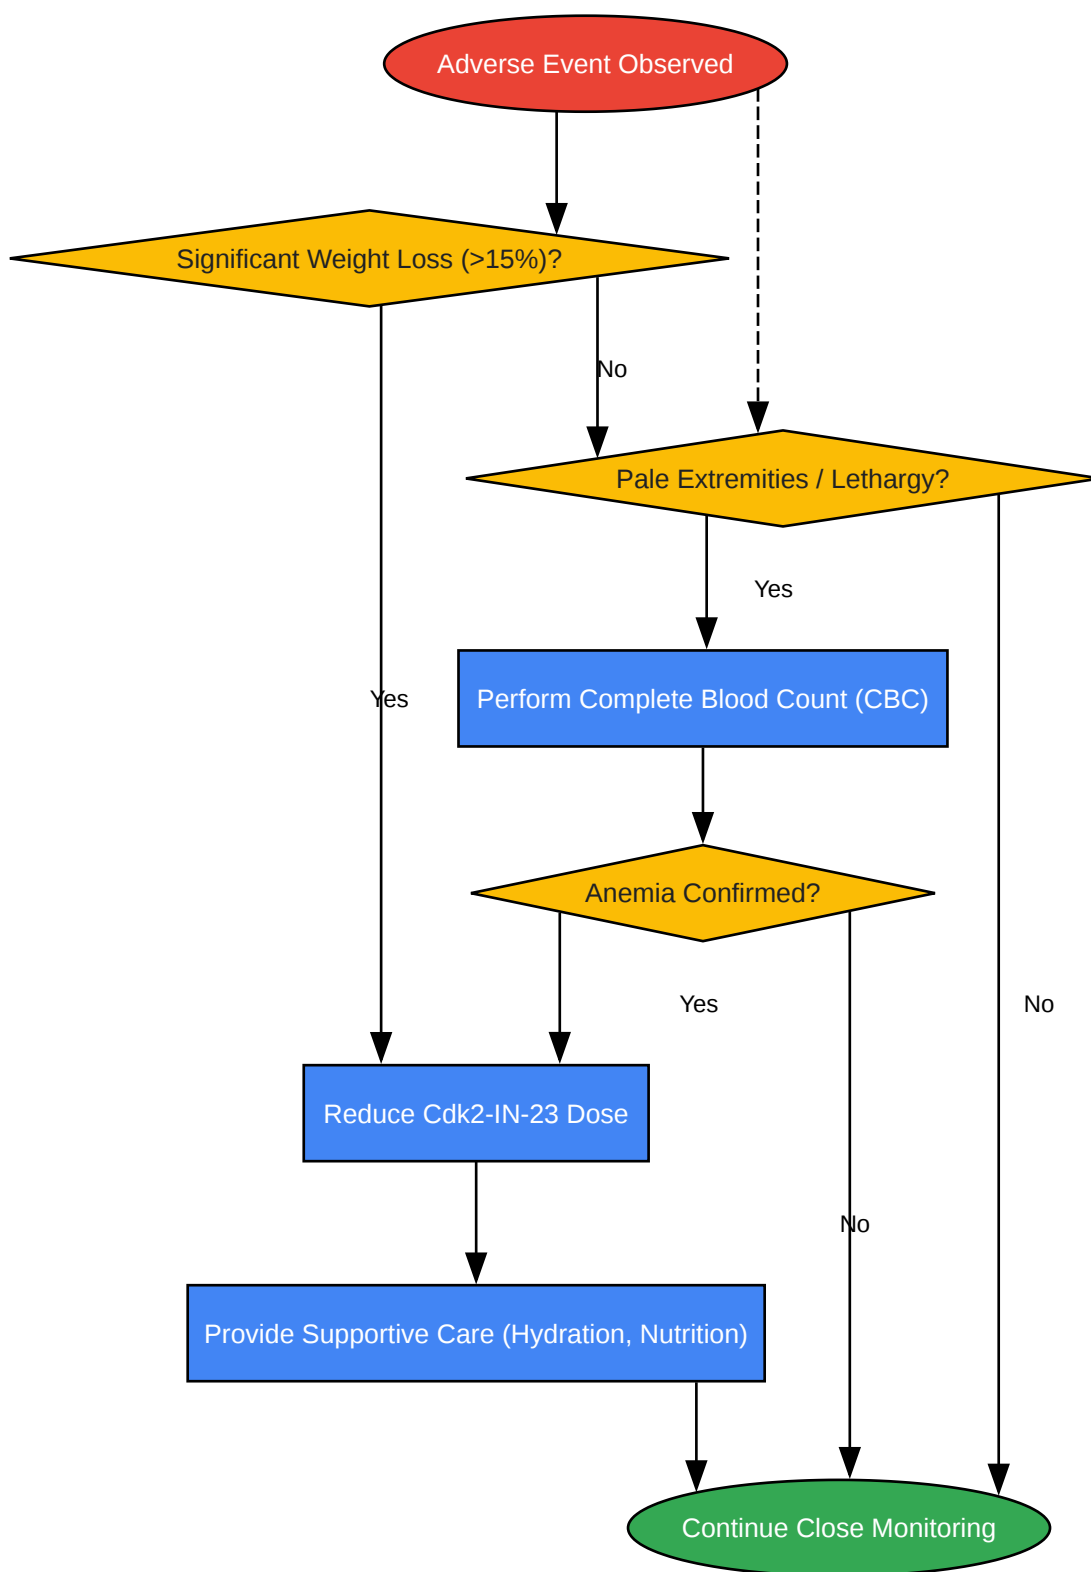 Adverse Event Observed
Significant Weight Loss (>15%)?
No
Pale Extremities / Lethargy?
Yes
Perform Complete Blood Count (CBC)
Yes
Anemia Confirmed?
Yes
No
Reduce Cdk2-IN-23 Dose
No
Provide Supportive Care (Hydration, Nutrition)
Continue Close Monitoring